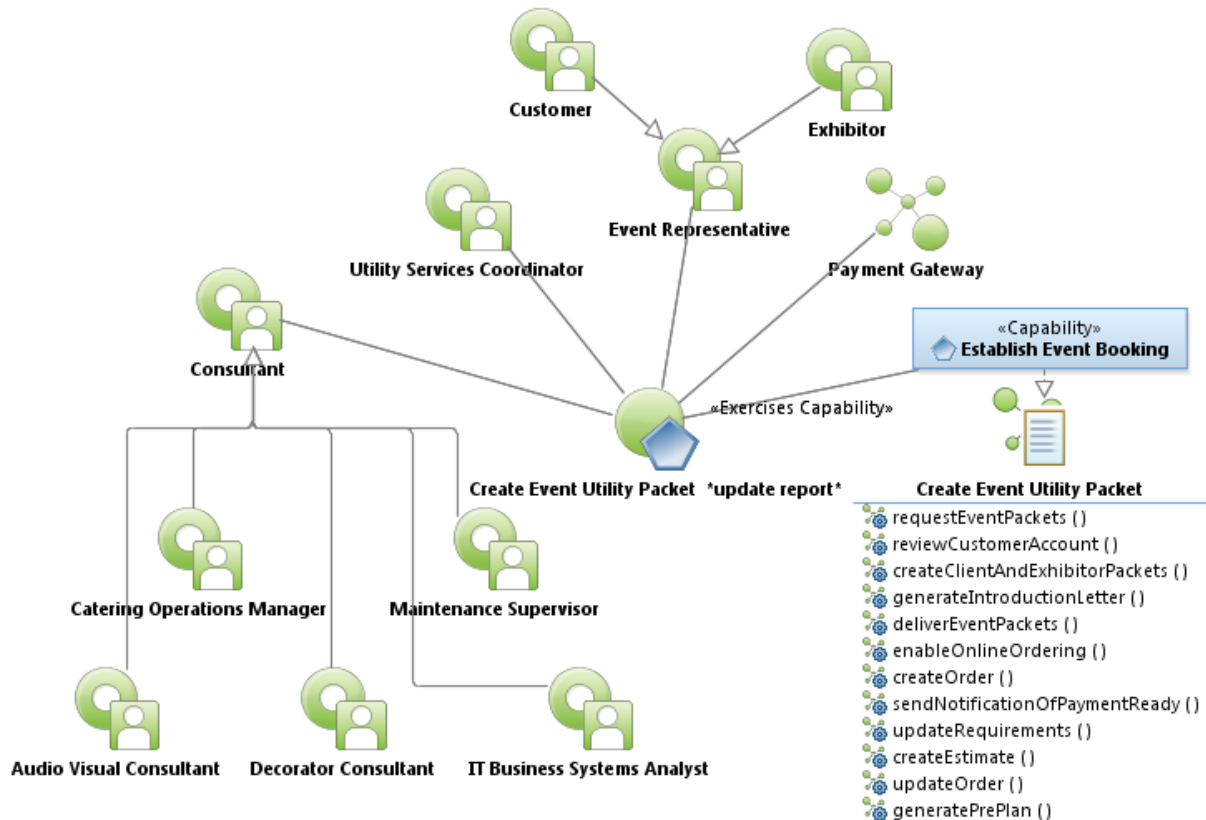 Customer
Exhibitor
Event Representative
Utility Services Coordinator
Payment Gateway
«Capability»
Establish Event Booking
Consultant
«Exercises Capability»
Create Event Utility Packet *update report*
Create Event Utility Packet
requestEventPackets ()
reviewCustomerAccount ()
createClientAndExhibitorPackets ()
generateIntroductionLetter ()
deliverEventPackets ()
enableOnlineOrdering ()
createOrder ()
sendNotificationOfPaymentReady ()
updateRequirements ()
createEstimate ()
updateOrder ()
generatePrePlan ()
Catering Operations Manager
Maintenance Supervisor
Audio Visual Consultant
Decorator Consultant
IT Business Systems Analyst